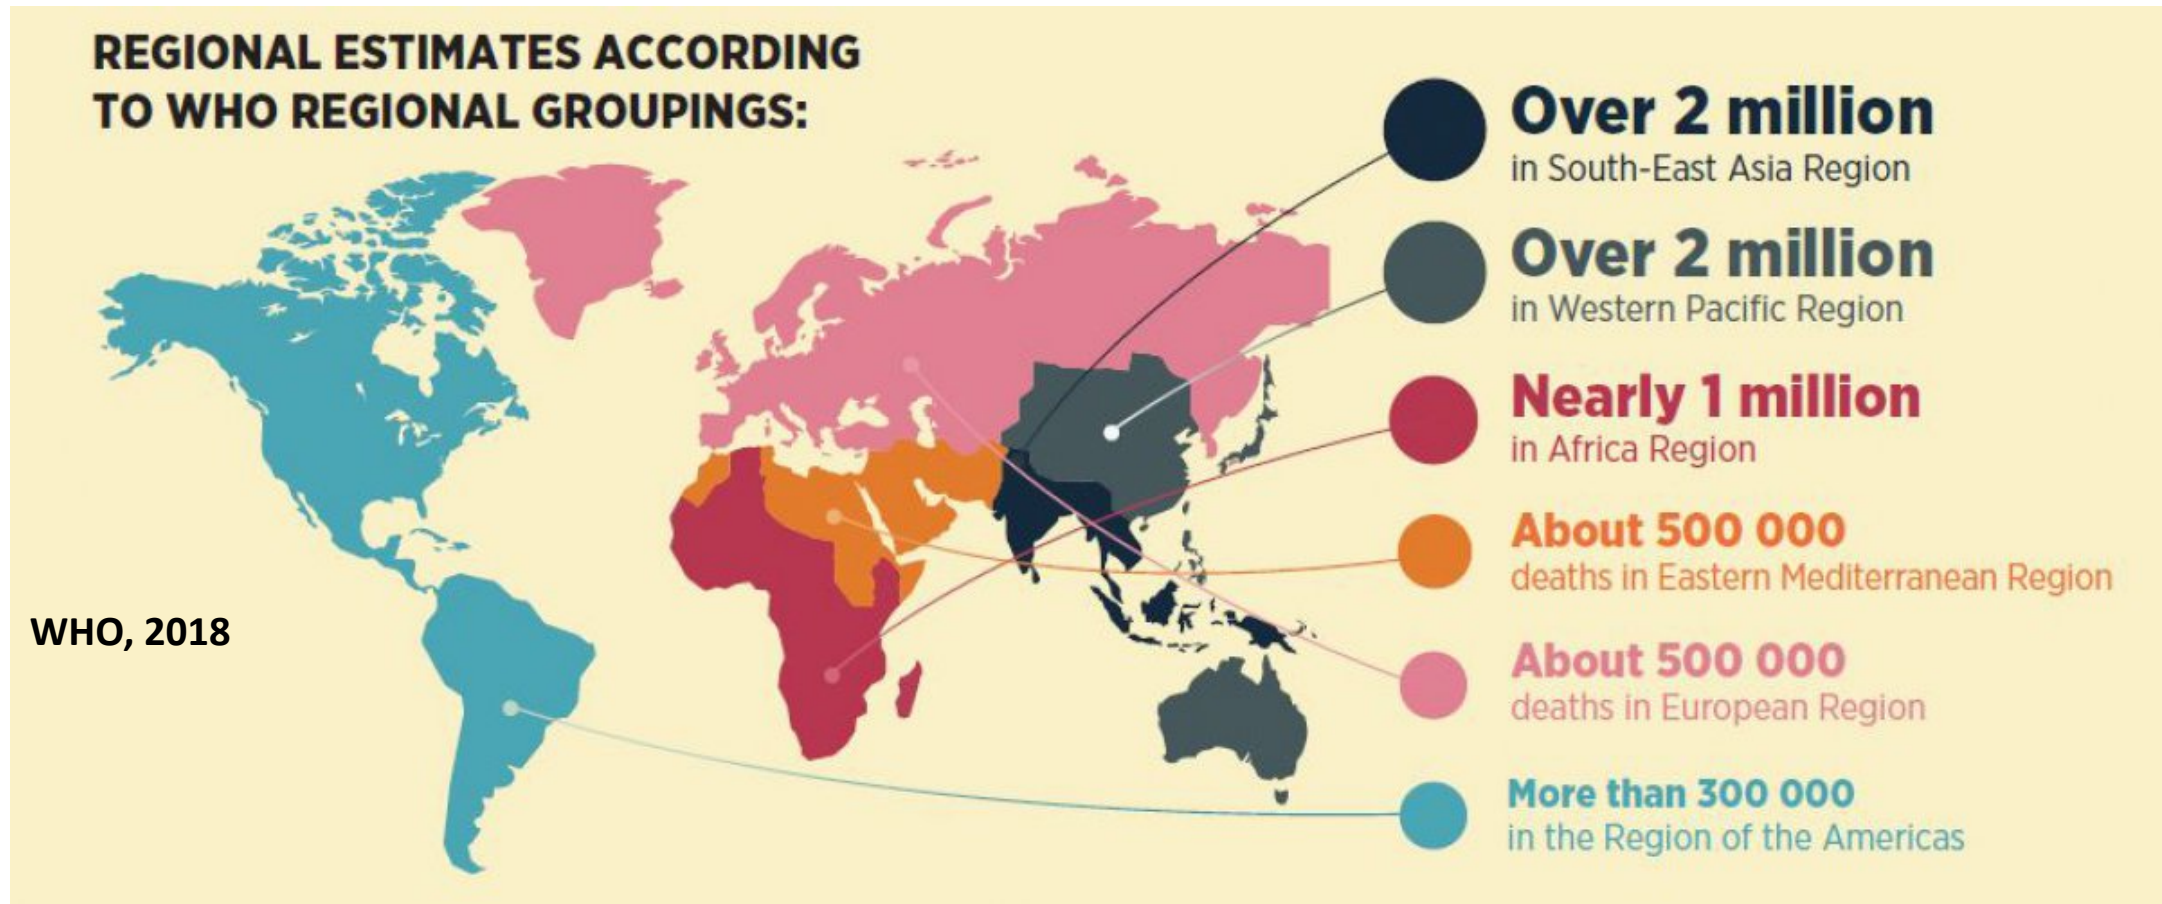 REGIONAL ESTIMATES ACCORDING
TO WHO REGIONAL GROUPINGS:
Over 2 million
in South-East Asia Region
Over 2 million
in Western Pacific Region
Nearly 1 million
in Africa Region
About 500 000
deaths in Eastern Mediterranean Region
About 500 000
deaths in European Region
More than 300 000
in the Region of the Americas
WHO, 2018